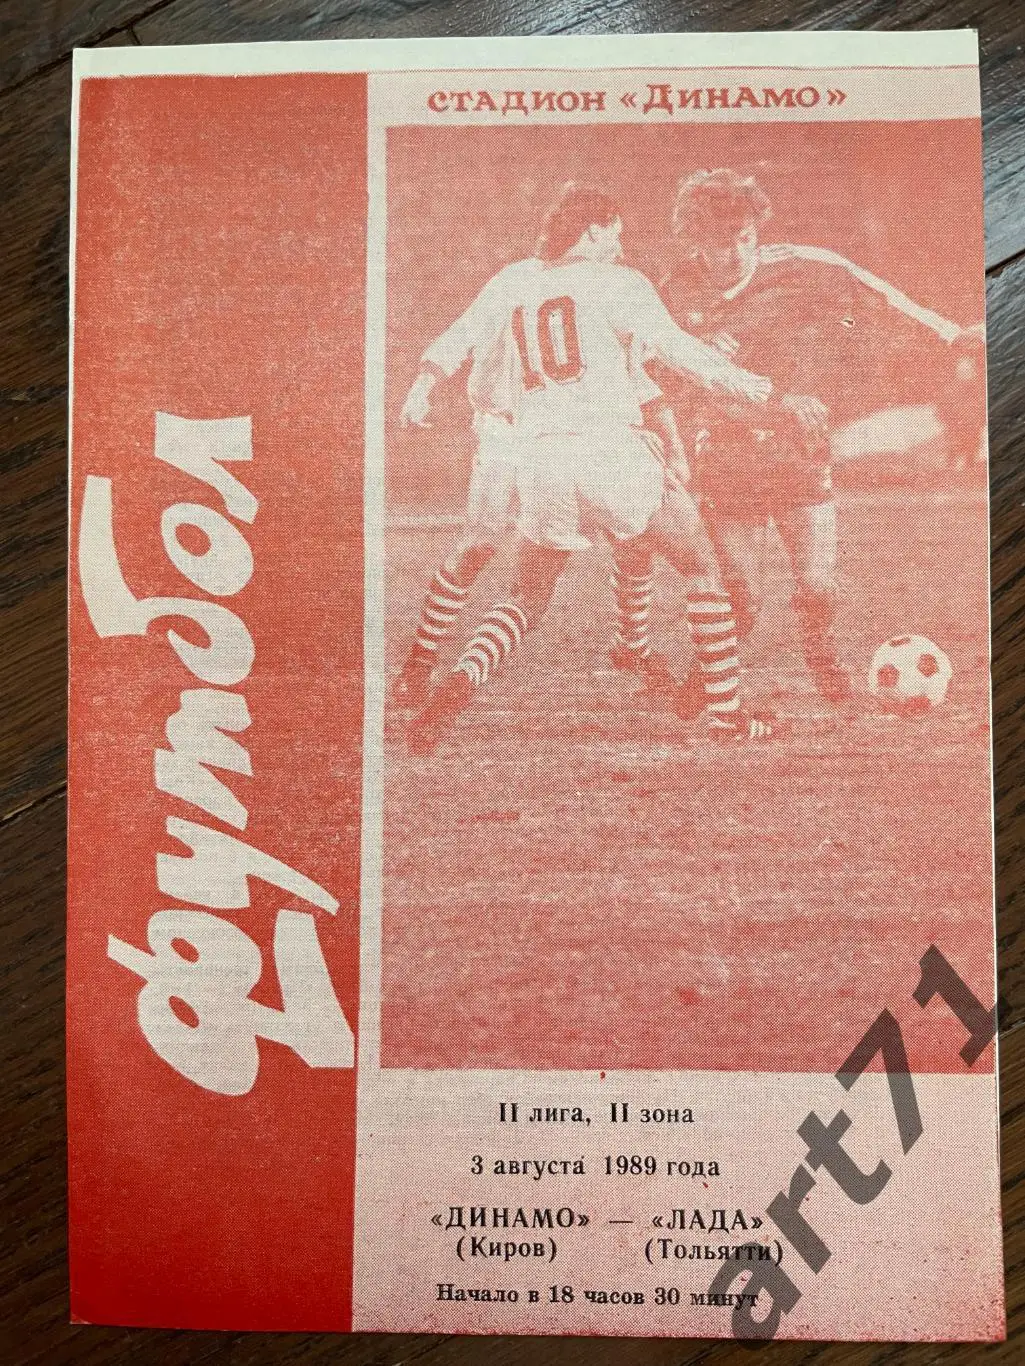 СТАДИОН «ДИНАМО»
футбол
10
II лига, II зона
3 августа 1989 года
«ДИНАМО» — «ЛАДА»
(Киров) (Тольятти)
Начало в 18 часов 30 минут
art71